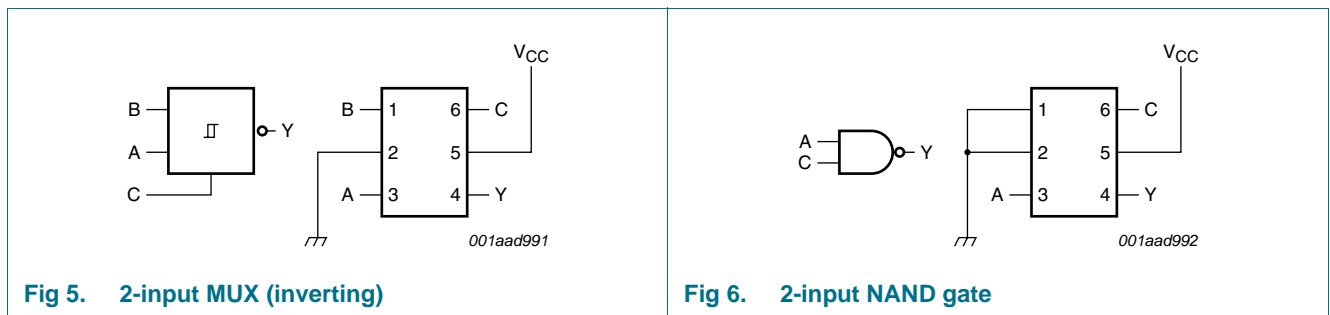 VCC
B
A
C
Y
B 1 6 C
2 5
A 3 4 Y
001aad991
Fig 5. 2-input MUX (inverting)
VCC
A
C
Y
1 6 C
2 5
A 3 4 Y
001aad992
Fig 6. 2-input NAND gate